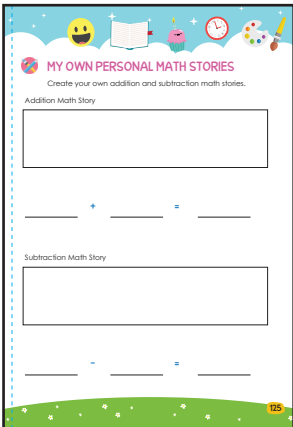 MY OWN PERSONAL MATH STORIES
Create your own addition and subtraction math stories.
Addition Math Story
+ =
Subtraction Math Story
- =
125